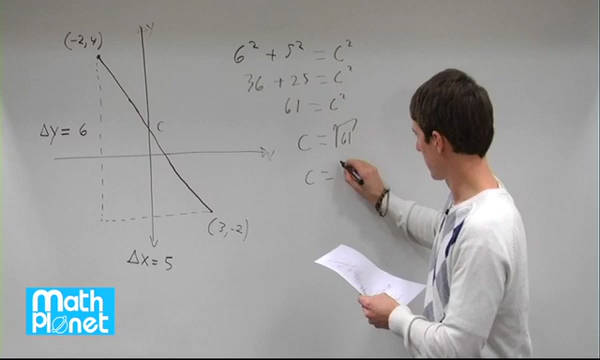 (-2,4)
y
6² + 5² = C²
36 + 25 = C²
61 = C²
C = √61
C =
Δy = 6
C
x
(3,-2)
Δx = 5
Math
Planet